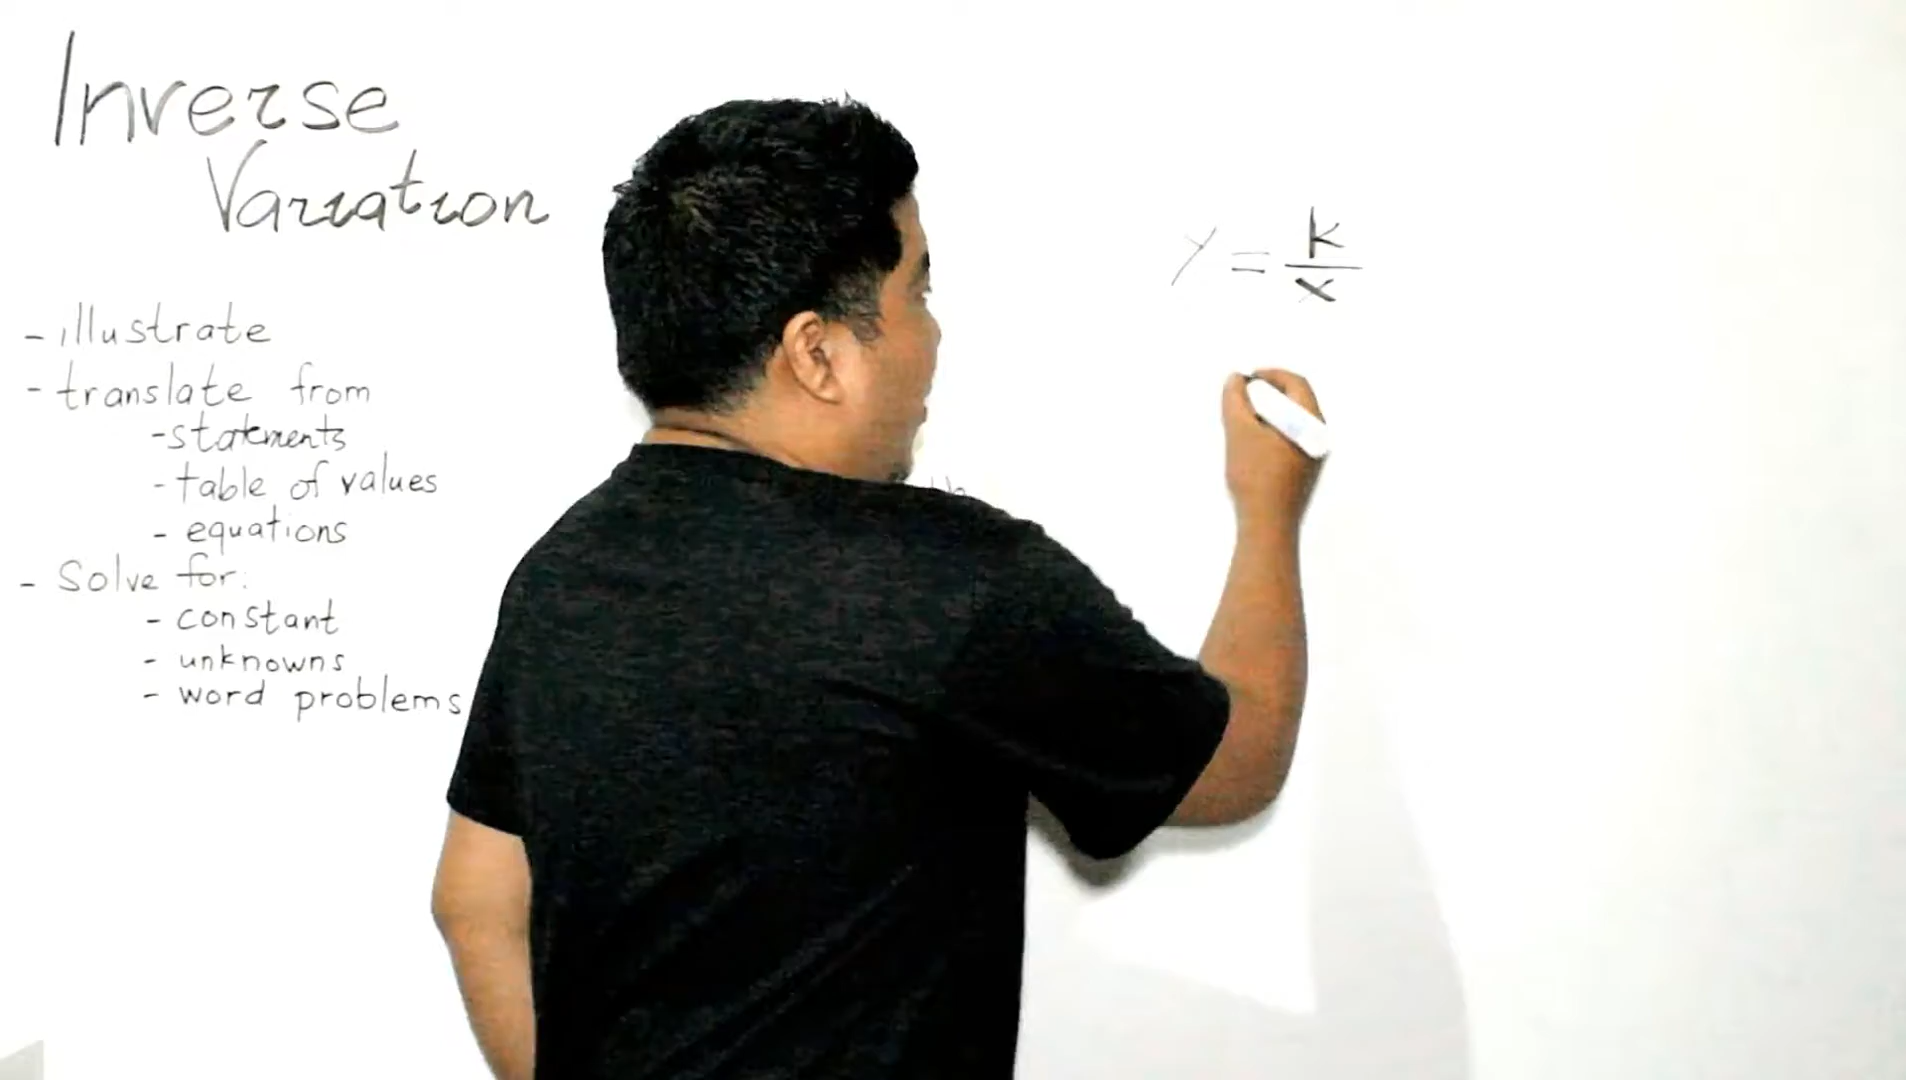 Inverse
Variation
- illustrate
- translate from
- statements
- table of values
- equations
- Solve for:
- constant
- unknowns
- word problems
y = k/x